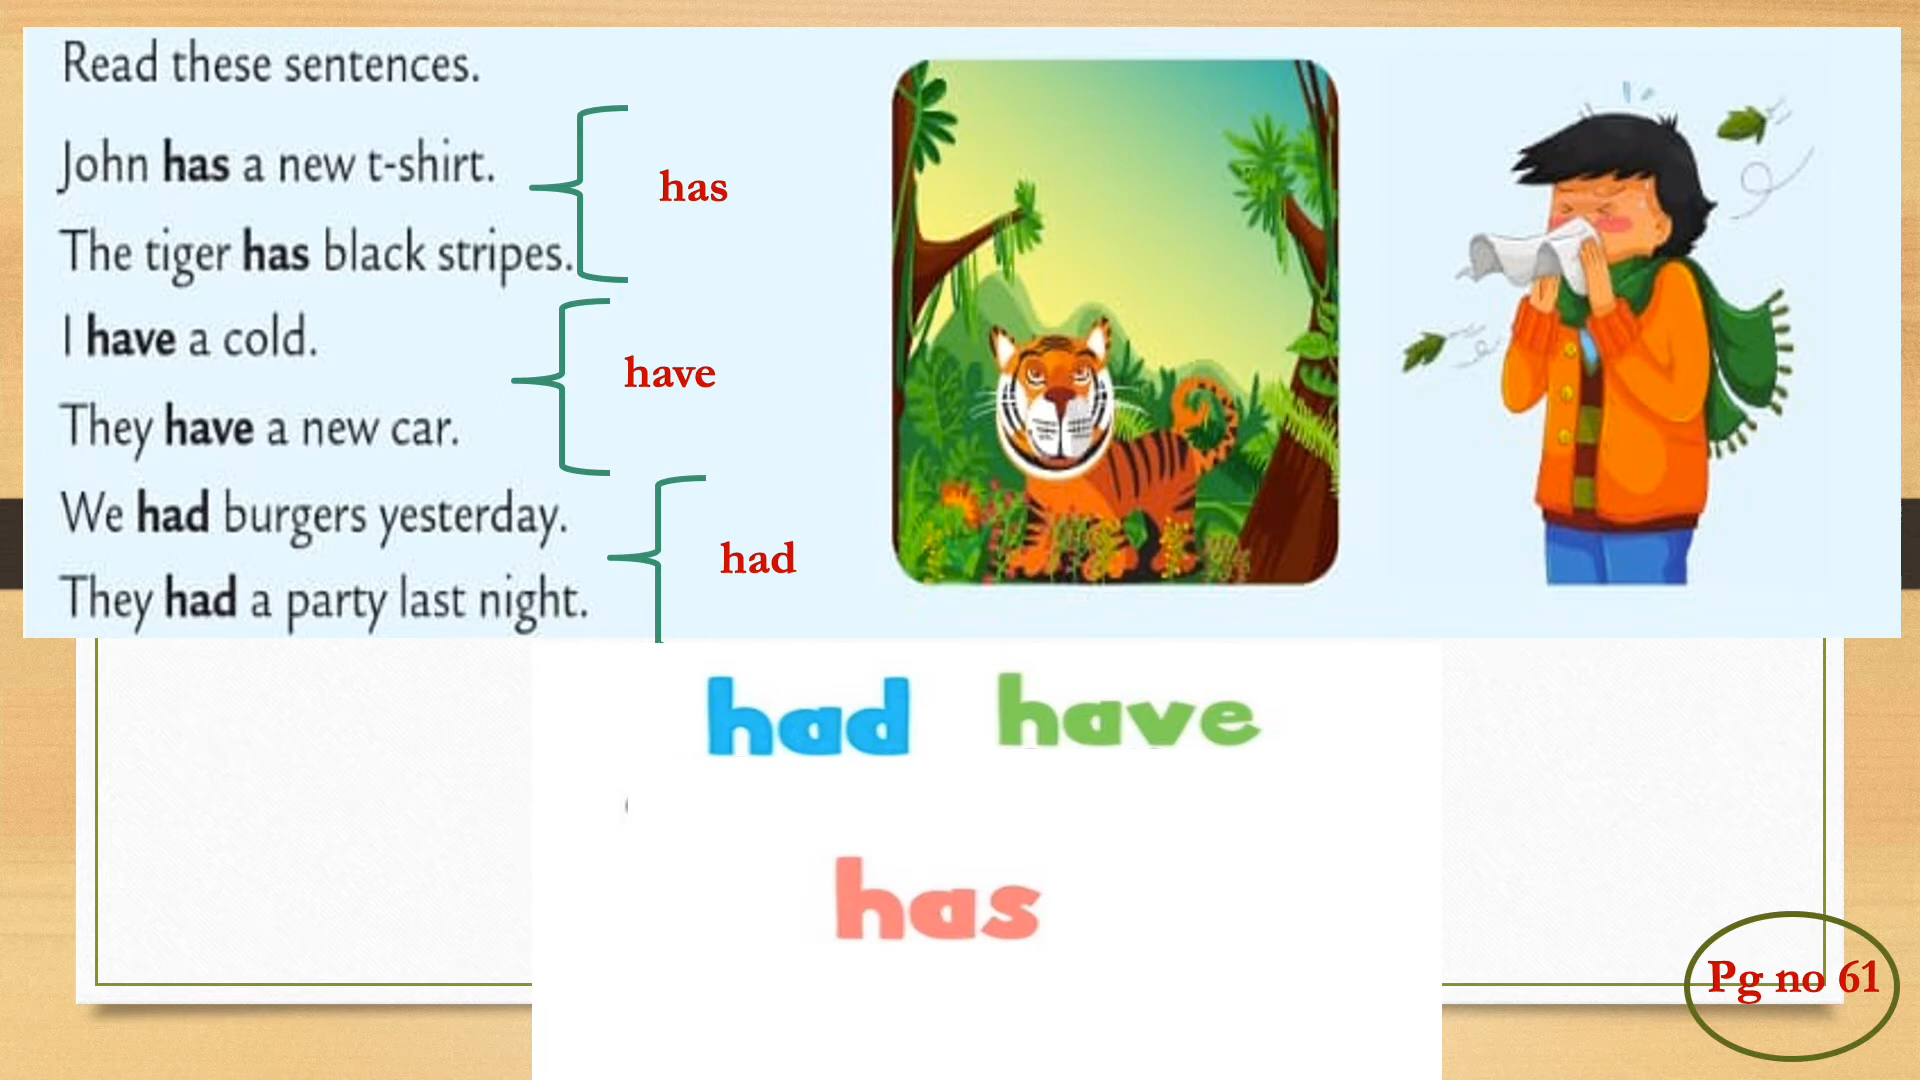 Read these sentences.
John has a new t-shirt.
The tiger has black stripes.
has
I have a cold.
They have a new car.
have
We had burgers yesterday.
They had a party last night.
had
had have
has
Pg no 61